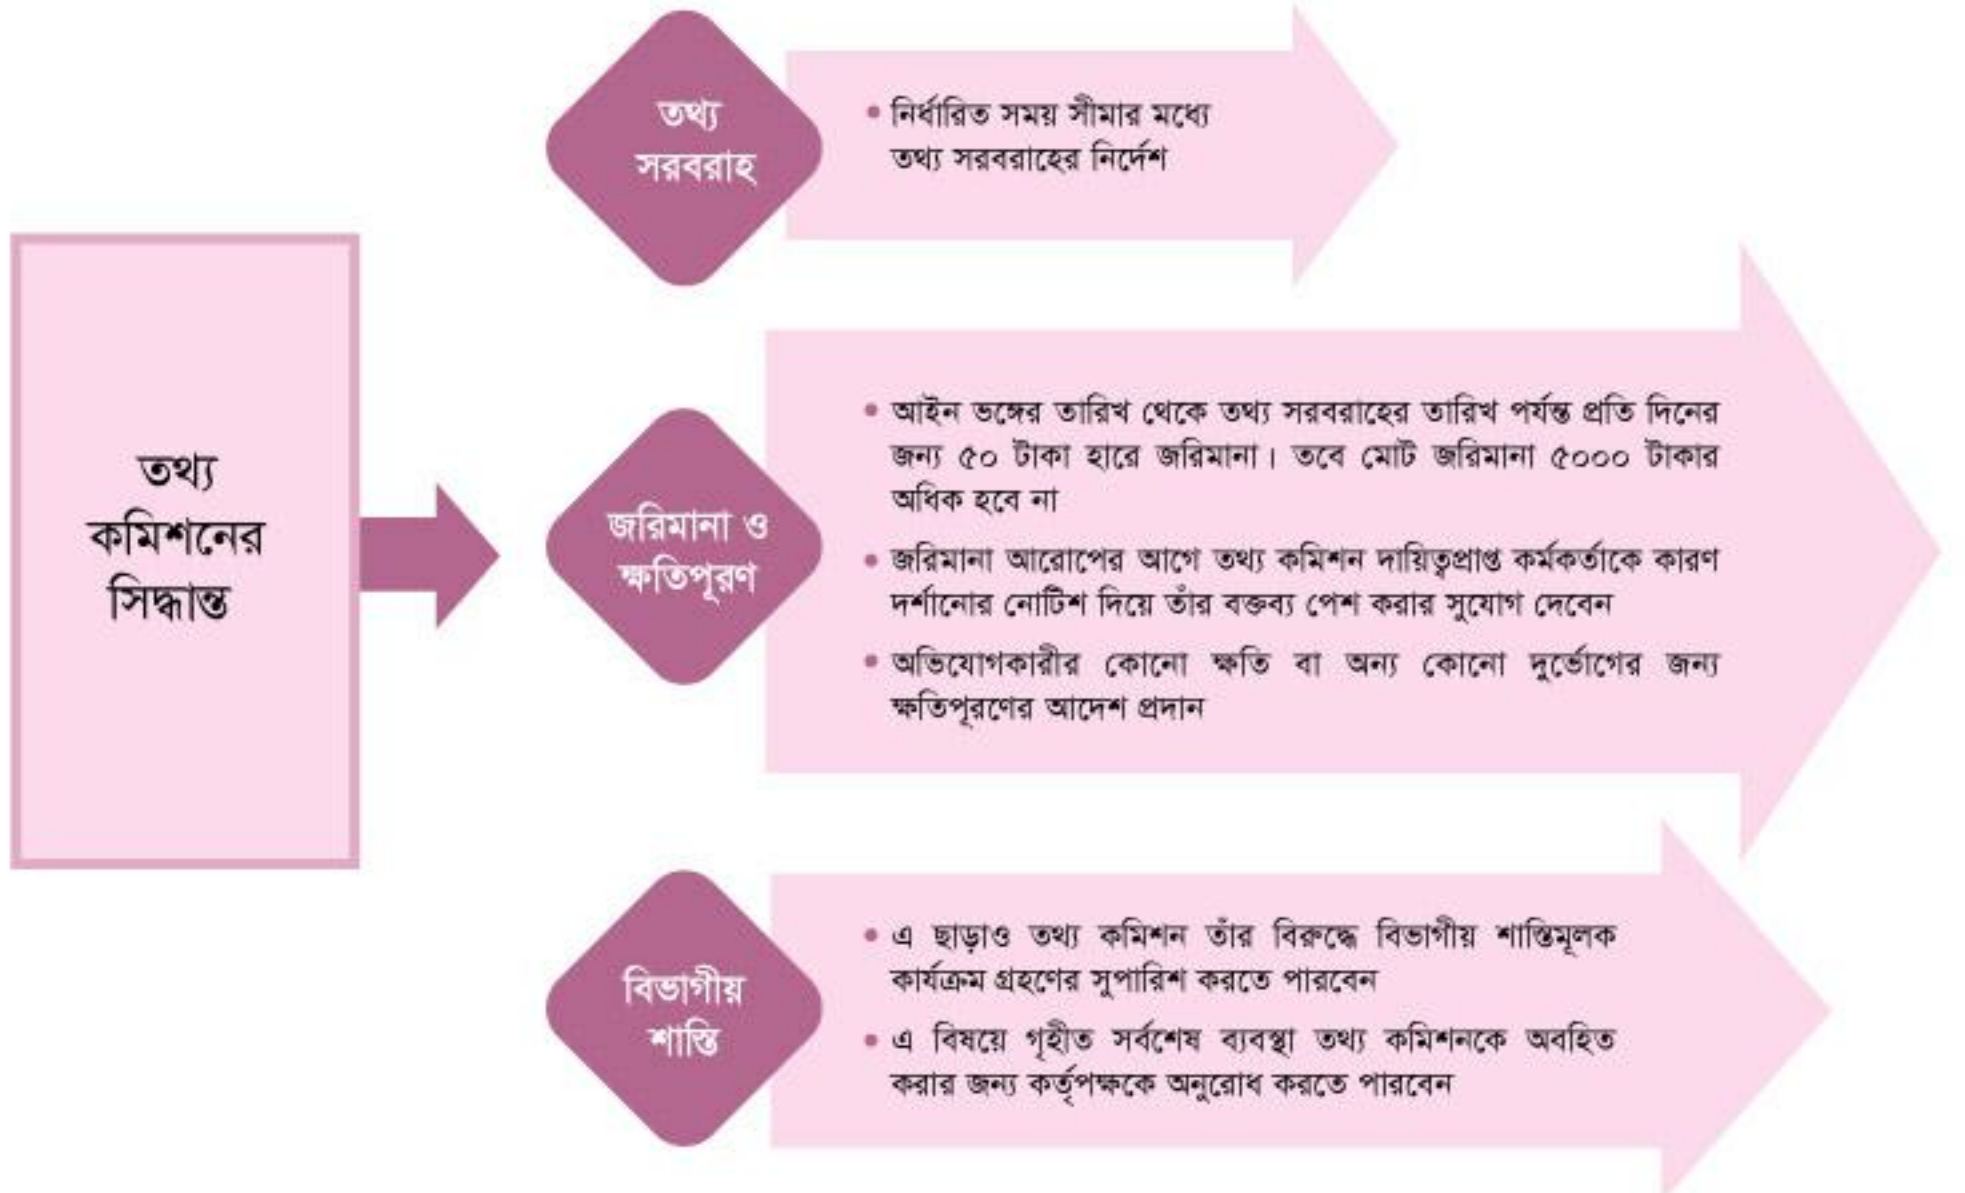 তথ্য
কমিশনের
সিদ্ধান্ত
তথ্য
সরবরাহ
• নির্ধারিত সময় সীমার মধ্যে
তথ্য সরবরাহের নির্দেশ
জরিমানা ও
ক্ষতিপূরণ
• আইন ভঙ্গের তারিখ থেকে তথ্য সরবরাহের তারিখ পর্যন্ত প্রতি দিনের
জন্য ৫০ টাকা হারে জরিমানা। তবে মোট জরিমানা ৫০০০ টাকার
অধিক হবে না
• জরিমানা আরোপের আগে তথ্য কমিশন দায়িত্বপ্রাপ্ত কর্মকর্তাকে কারণ
দর্শানোর নোটিশ দিয়ে তাঁর বক্তব্য পেশ করার সুযোগ দেবেন
• অভিযোগকারীর কোনো ক্ষতি বা অন্য কোনো দুর্ভোগের জন্য
ক্ষতিপূরণের আদেশ প্রদান
বিভাগীয়
শাস্তি
• এ ছাড়াও তথ্য কমিশন তাঁর বিরুদ্ধে বিভাগীয় শাস্তিমূলক
কার্যক্রম গ্রহণের সুপারিশ করতে পারবেন
• এ বিষয়ে গৃহীত সর্বশেষ ব্যবস্থা তথ্য কমিশনকে অবহিত
করার জন্য কর্তৃপক্ষকে অনুরোধ করতে পারবেন